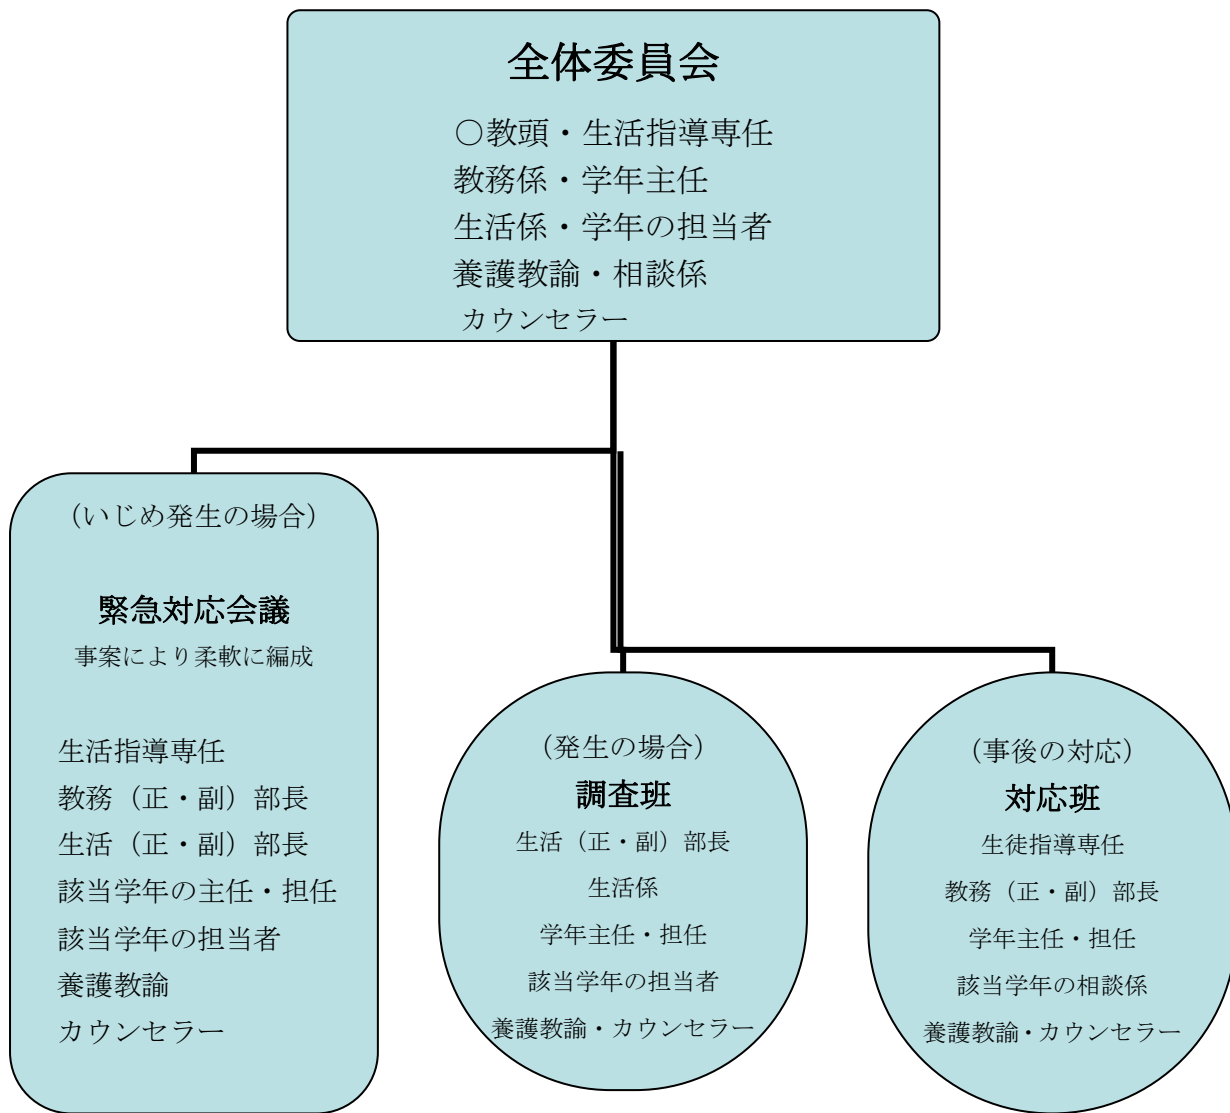 全体委員会
〇教頭・生活指導専任
教務係・学年主任
生活係・学年の担当者
養護教諭・相談係
カウンセラー
（いじめ発生の場合）
緊急対応会議
事案により柔軟に編成
生活指導専任
教務（正・副）部長
生活（正・副）部長
該当学年の主任・担任
該当学年の担当者
養護教諭
カウンセラー
（発生の場合）
調査班
生活（正・副）部長
生活係
学年主任・担任
該当学年の担当者
養護教諭・カウンセラー
（事後の対応）
対応班
生徒指導専任
教務（正・副）部長
学年主任・担任
該当学年の相談係
養護教諭・カウンセラー